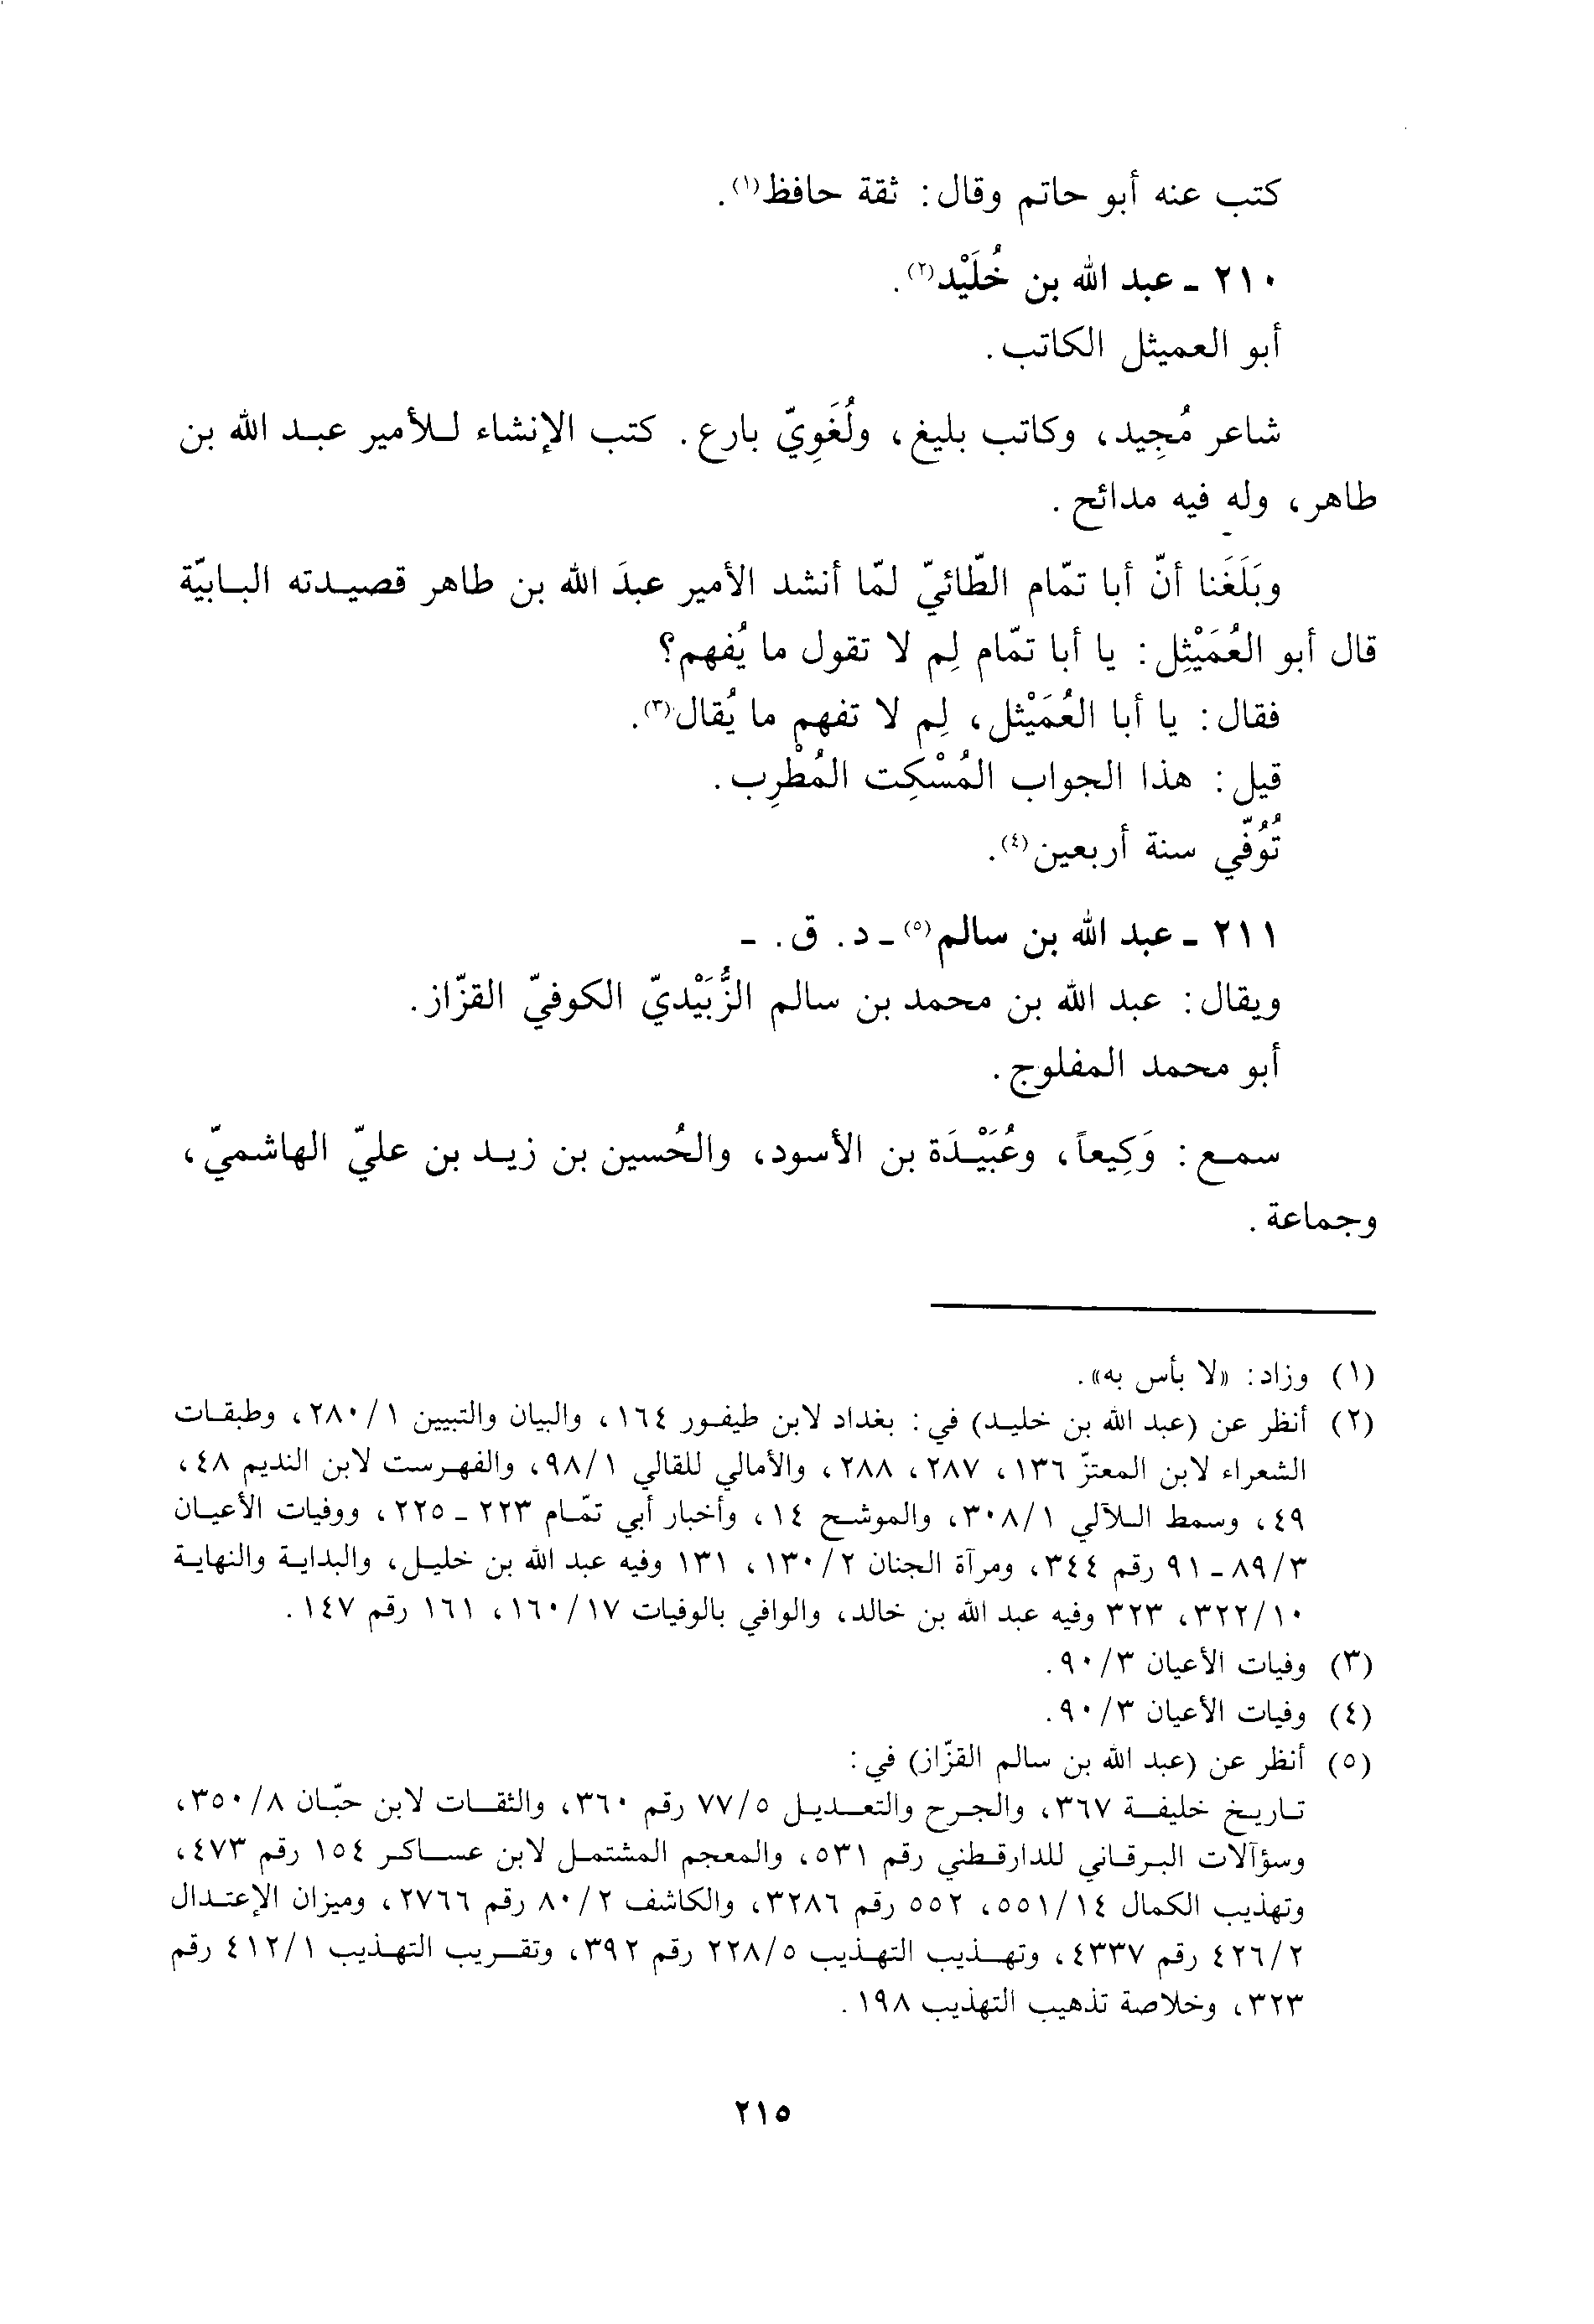 كتب عنه أبو حاتم وقال: ثقة حافظ(١).
٢١٠ - عبد الله بن خُلَيْد(٢).
أبو العميثل الكاتب.
شاعر مُجِيد، وكاتب بليغ، ولُغَوِيّ بارع. كتب الإنشاء للأمير عبد الله بن
طاهر، وله فيه مدائح.
وبَلَغَنا أنّ أبا تمّام الطّائيّ لمّا أنشد الأمير عبدَ الله بن طاهر قصيدته البابيّة
قال أبو العُمَيْثِل: يا أبا تمّام لِم لا تقول ما يُفهم؟
فقال: يا أبا العُمَيْثل، لِم لا تفهم ما يُقال(٣).
قيل: هذا الجواب المُسْكِت المُطْرِب.
تُوُفّي سنة أربعين(٤).
٢١١ - عبد الله بن سالم(٥) - د. ق. -
ويقال: عبد الله بن محمد بن سالم الزُّبَيْديّ الكوفيّ القزّاز.
أبو محمد المفلوج.
سمع: وَكِيعاً، وعُبَيْدَة بن الأسود، والحُسين بن زيد بن عليّ الهاشميّ،
وجماعة.
(١) وزاد: «لا بأس به».
(٢) أنظر عن (عبد الله بن خليد) في: بغداد لابن طيفور ١٦٤، والبيان والتبيين ٢٨٠/١، وطبقات
الشعراء لابن المعتزّ ١٣٦، ٢٨٧، ٢٨٨، والأمالي للقالي ٩٨/١، والفهرست لابن النديم ٤٨،
٤٩، وسمط اللآلي ٣٠٨/١، والموشح ١٤، وأخبار أبي تمّام ٢٢٣ - ٢٢٥، ووفيات الأعيان
٨٩/٣ - ٩١ رقم ٣٤٤، ومرآة الجنان ١٣٠/٢، ١٣١ وفيه عبد الله بن خليل، والبداية والنهاية
٣٢٢/١٠، ٣٢٣ وفيه عبد الله بن خالد، والوافي بالوفيات ١٦٠/١٧، ١٦١ رقم ١٤٧.
(٣) وفيات الأعيان ٩٠/٣.
(٤) وفيات الأعيان ٩٠/٣.
(٥) أنظر عن (عبد الله بن سالم القزّاز) في:
تاريخ خليفة ٣٦٧، والجرح والتعديل ٧٧/٥ رقم ٣٦٠، والثقات لابن حبّان ٣٥٠/٨،
وسؤآلات البرقاني للدارقطني رقم ٥٣١، والمعجم المشتمل لابن عساكر ١٥٤ رقم ٤٧٣،
وتهذيب الكمال ٥٥١/١٤، ٥٥٢ رقم ٣٢٨٦، والكاشف ٨٠/٢ رقم ٢٧٦٦، وميزان الإعتدال
٤٢٦/٢ رقم ٤٣٣٧، وتهذيب التهذيب ٢٢٨/٥ رقم ٣٩٢، وتقريب التهذيب ٤١٢/١ رقم
٣٢٣، وخلاصة تذهيب التهذيب ١٩٨.
٢١٥